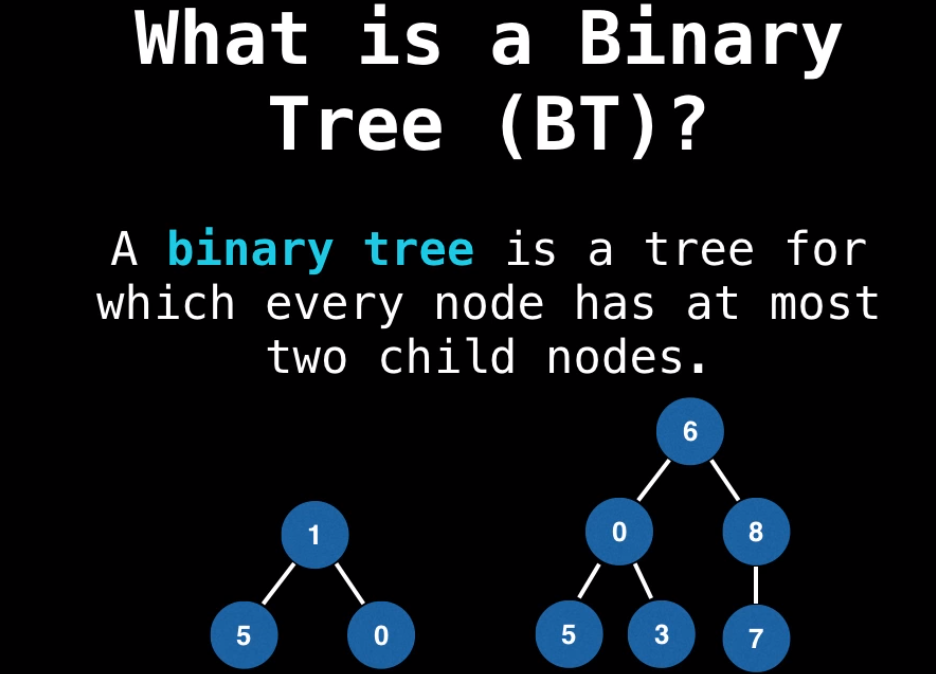 What is a Binary
Tree (BT)?
A binary tree is a tree for
which every node has at most
two child nodes.
6
1
0
8
5
0
5
3
7